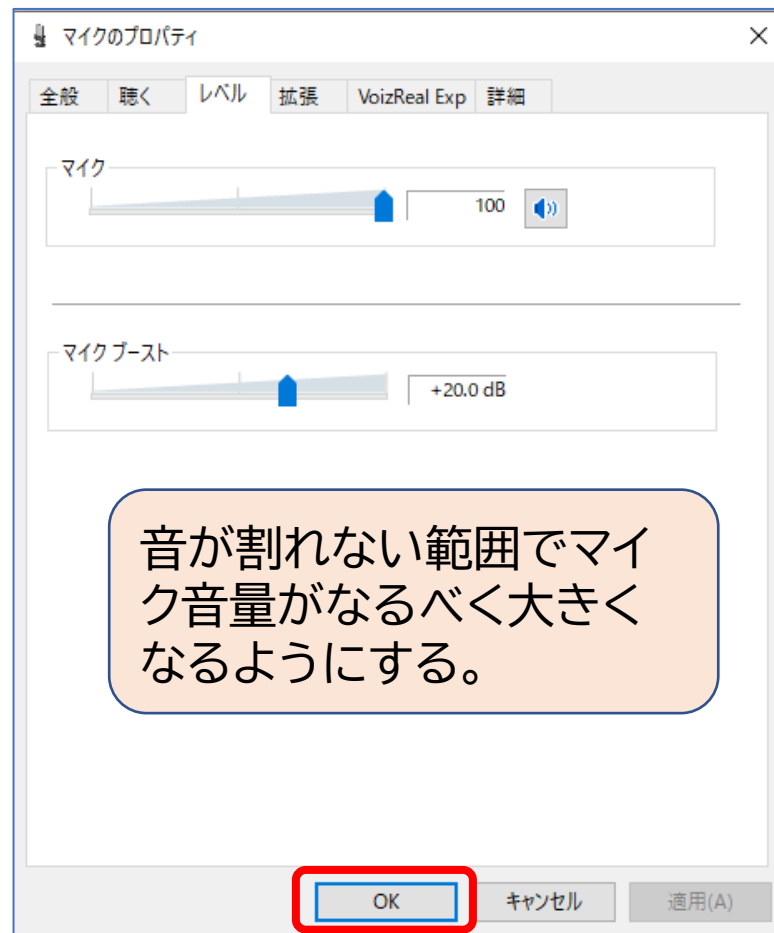 マイクのプロパティ
全般 聴く レベル 拡張 VoizReal Exp 詳細
マイク
100
マイク ブースト
+20.0 dB
音が割れない範囲でマイ
ク音量がなるべく大きく
なるようにする。
OK キャンセル 適用(A)